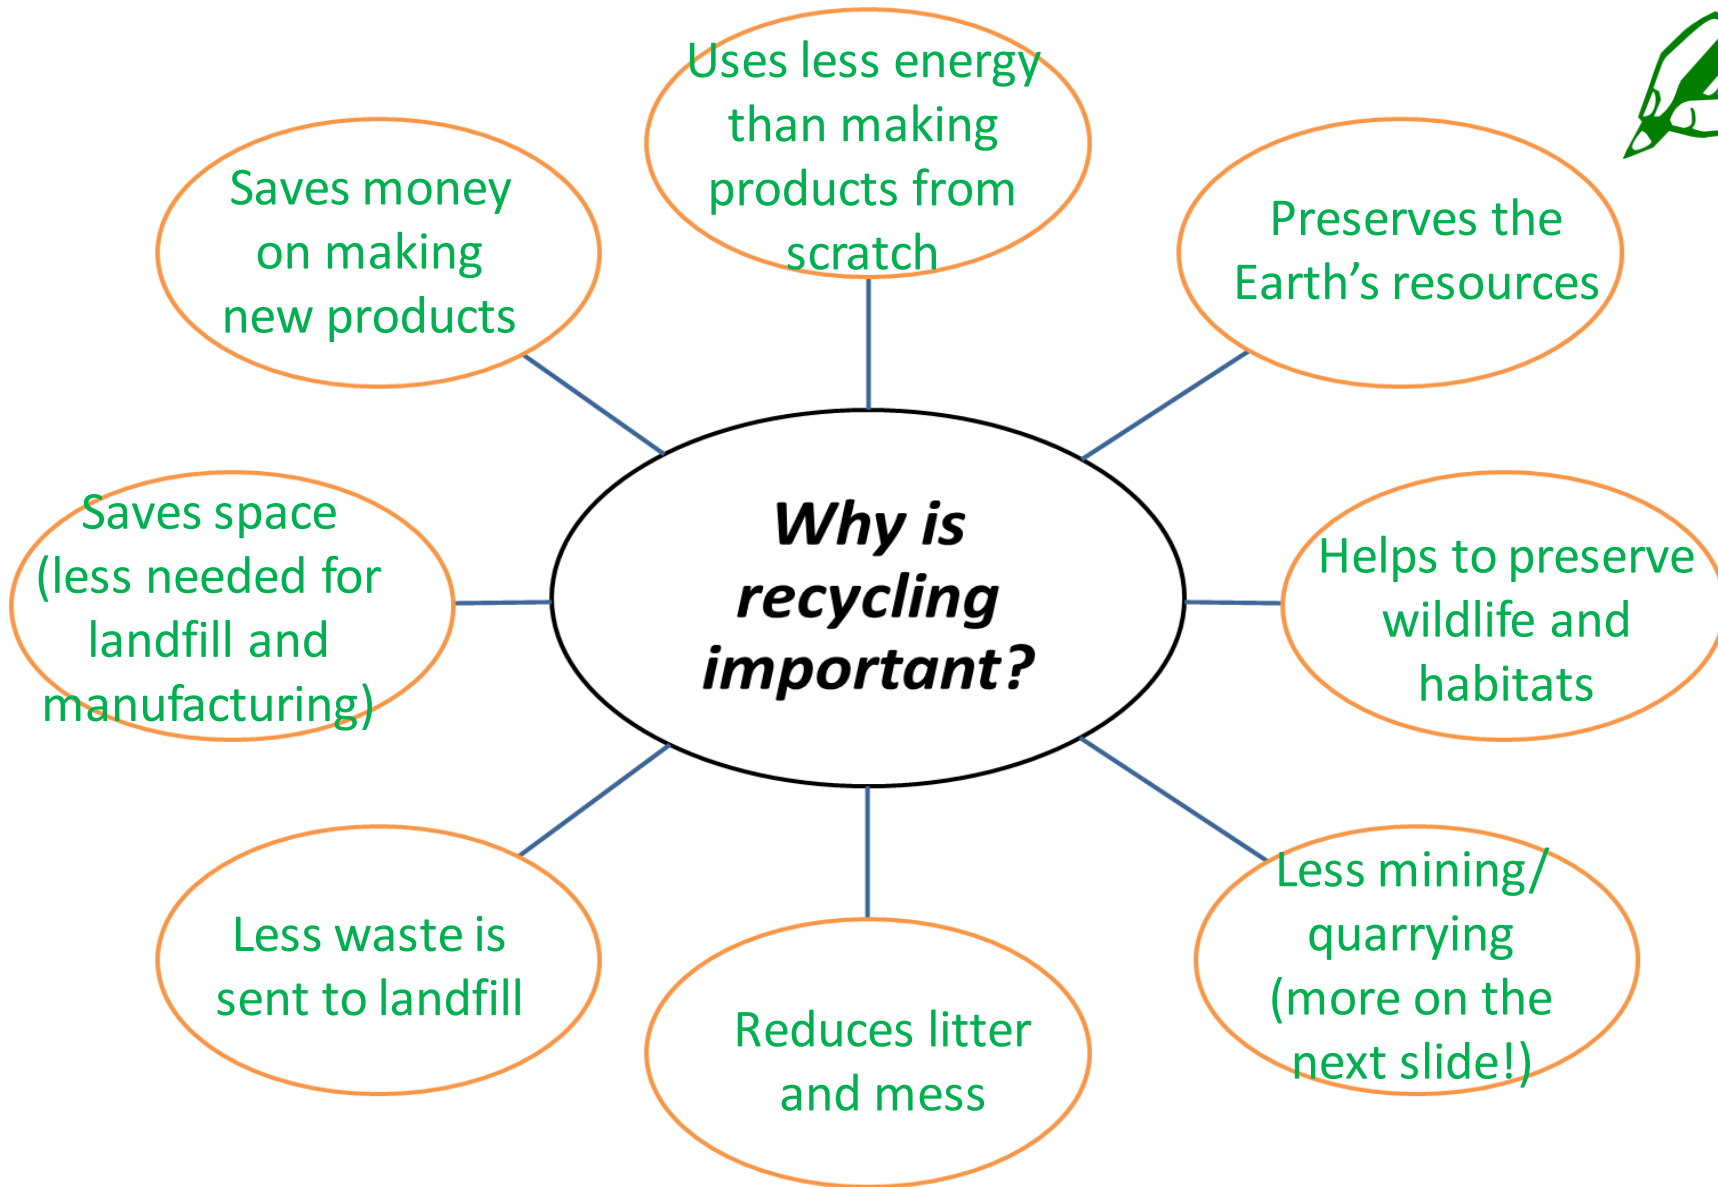 Why is
recycling
important?
Uses less energy
than making
products from
scratch
Preserves the
Earth’s resources
Helps to preserve
wildlife and
habitats
Less mining/
quarrying
(more on the
next slide!)
Reduces litter
and mess
Less waste is
sent to landfill
Saves space
(less needed for
landfill and
manufacturing)
Saves money
on making
new products